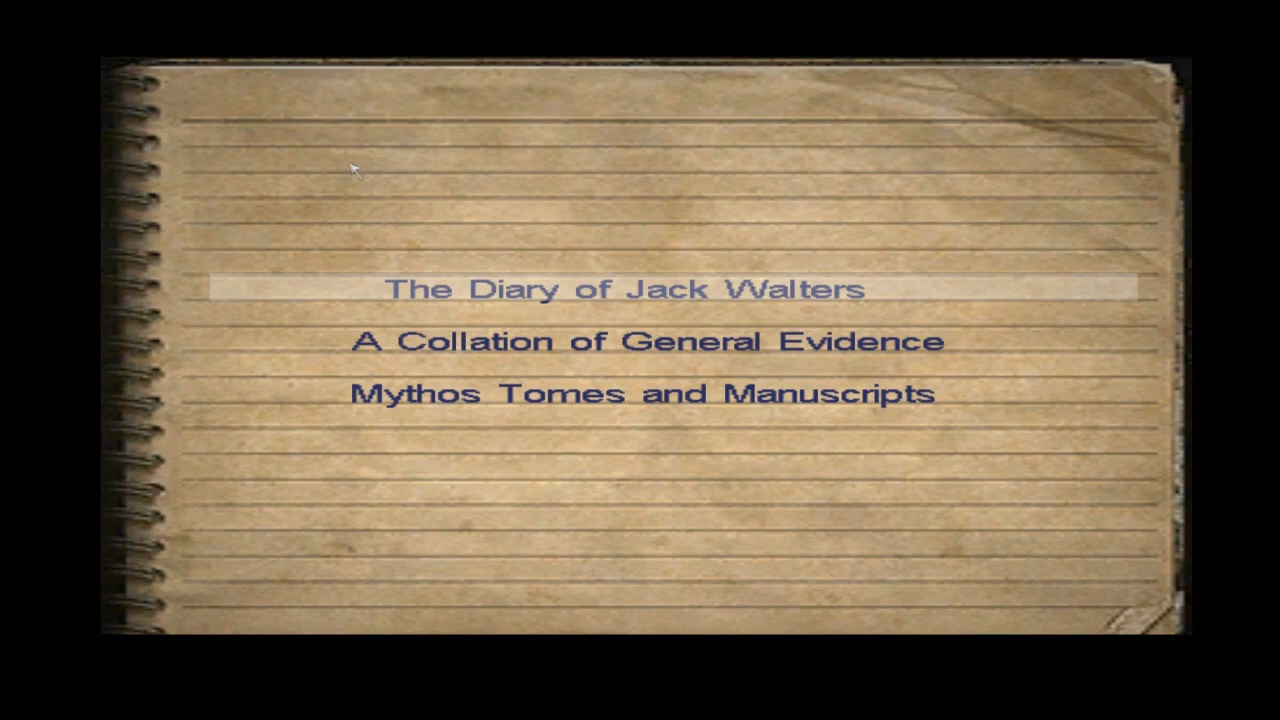 The Diary of Jack Walters
A Collation of General Evidence
Mythos Tomes and Manuscripts